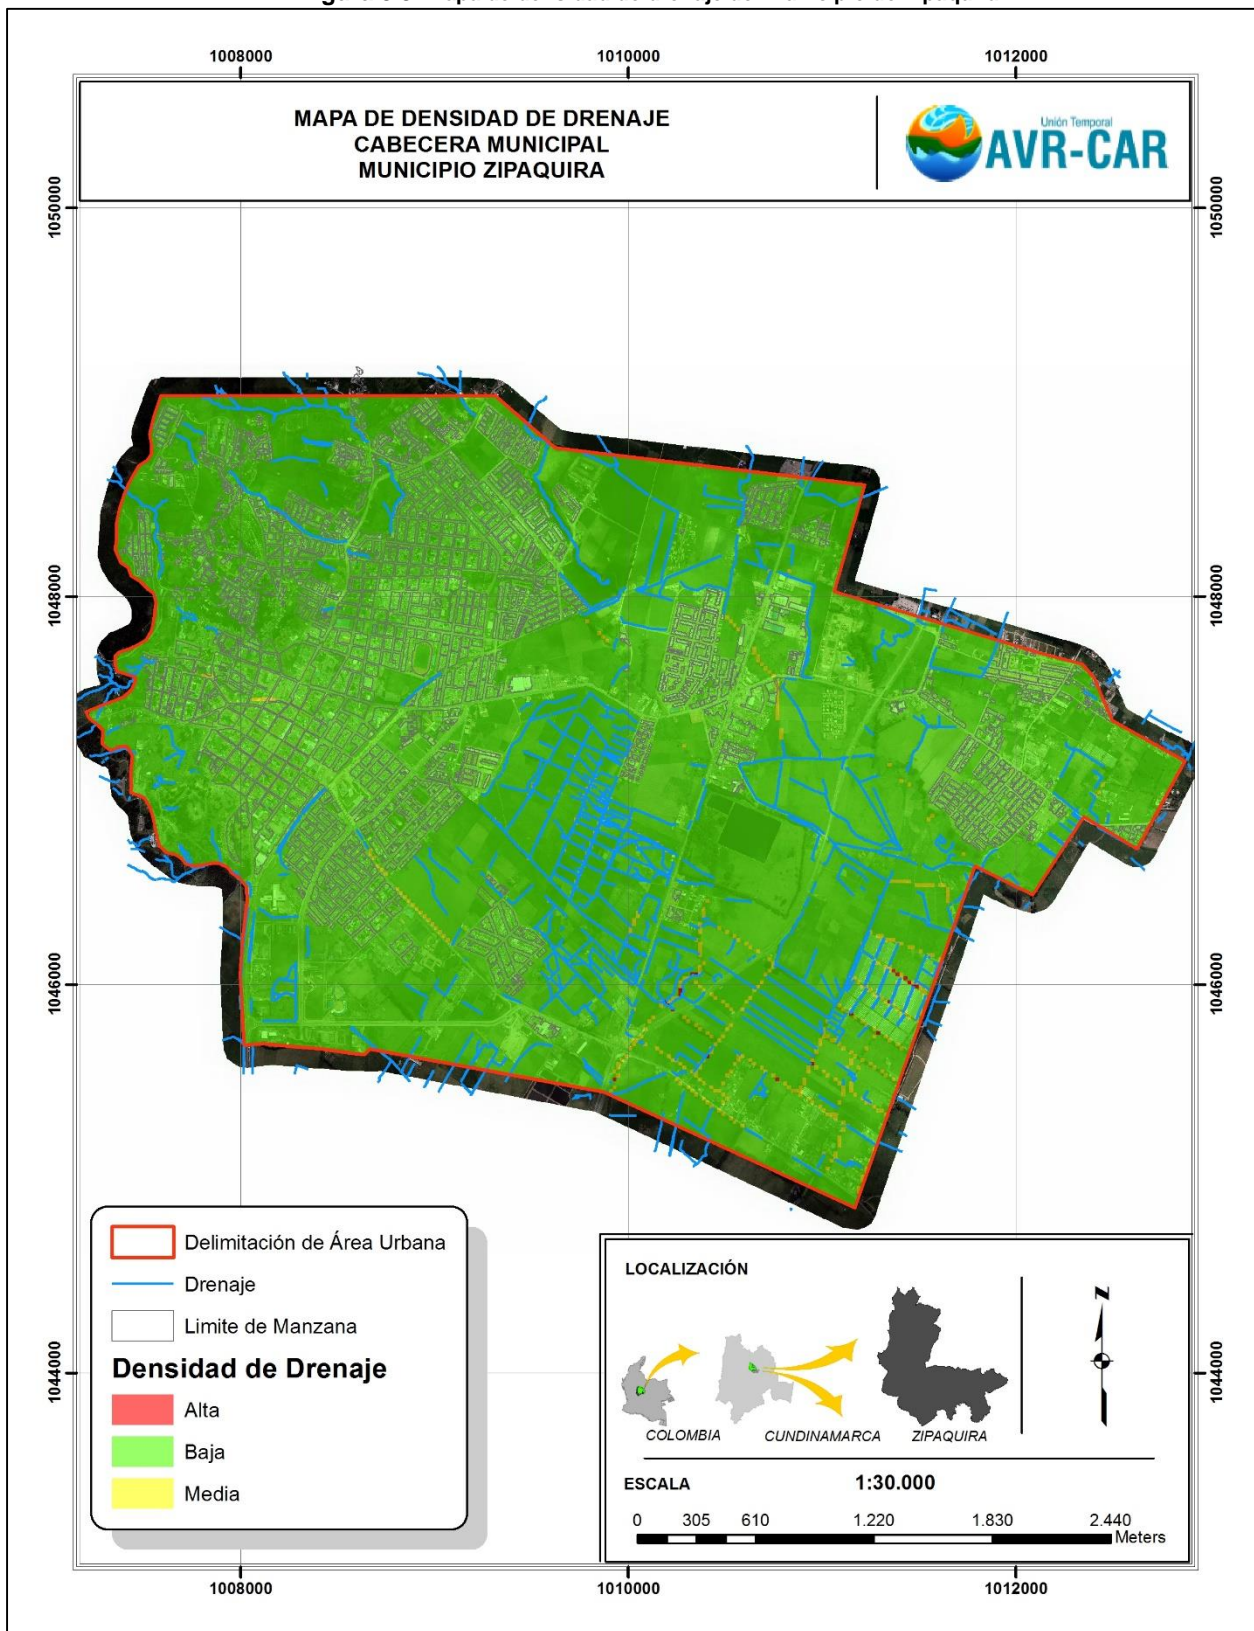 1008000 1010000 1012000
MAPA DE DENSIDAD DE DRENAJE
CABECERA MUNICIPAL
MUNICIPIO ZIPAQUIRA
Unión Temporal
AVR-CAR
1050000 1050000
1048000 1048000
1046000 1046000
1044000 1044000
Delimitación de Área Urbana
Drenaje
Limite de Manzana
Densidad de Drenaje
Alta
Baja
Media
LOCALIZACIÓN
N
COLOMBIA CUNDINAMARCA ZIPAQUIRA
ESCALA 1:30.000
0 305 610 1.220 1.830 2.440
Meters
1008000 1010000 1012000